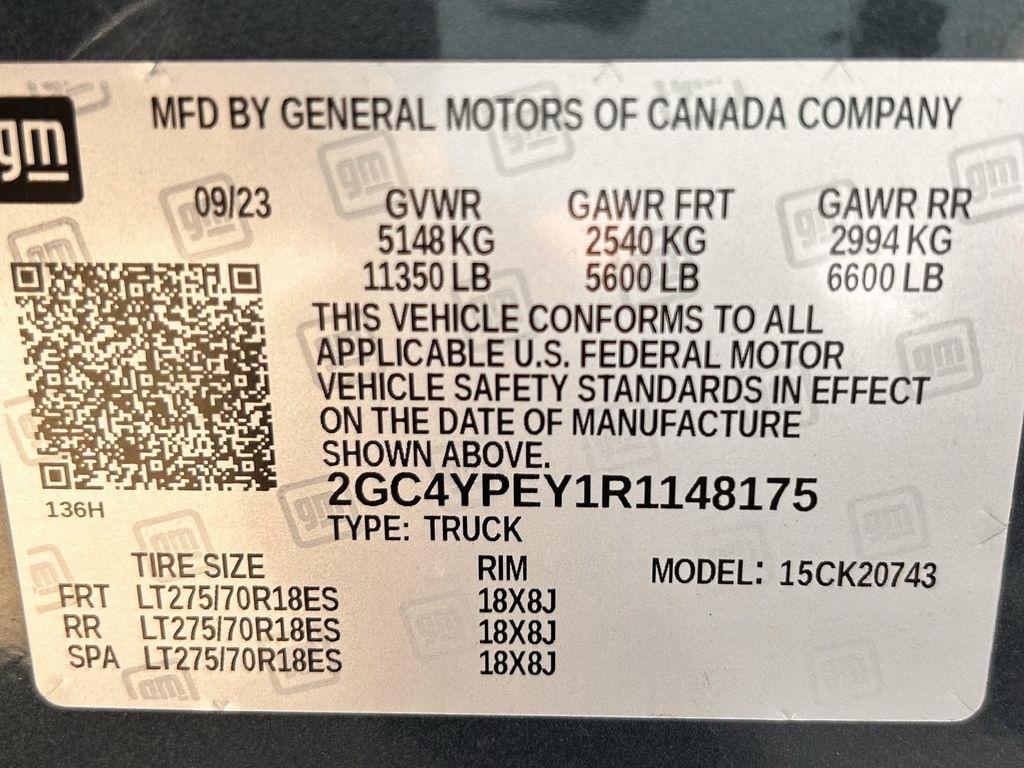 gm
MFD BY GENERAL MOTORS OF CANADA COMPANY
09/23 GVWR GAWR FRT GAWR RR
5148 KG 2540 KG 2994 KG
11350 LB 5600 LB 6600 LB
THIS VEHICLE CONFORMS TO ALL
APPLICABLE U.S. FEDERAL MOTOR
VEHICLE SAFETY STANDARDS IN EFFECT
ON THE DATE OF MANUFACTURE
SHOWN ABOVE.
2GC4YPEY1R1148175
136H
TYPE: TRUCK
TIRE SIZE RIM MODEL: 15CK20743
FRT LT275/70R18ES 18X8J
RR LT275/70R18ES 18X8J
SPA LT275/70R18ES 18X8J